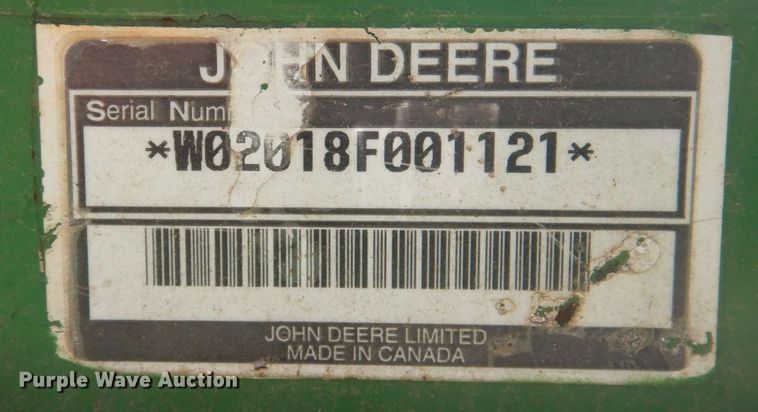 JOHN DEERE
Serial Num
*W02018F001121*
JOHN DEERE LIMITED
MADE IN CANADA
Purple Wave Auction